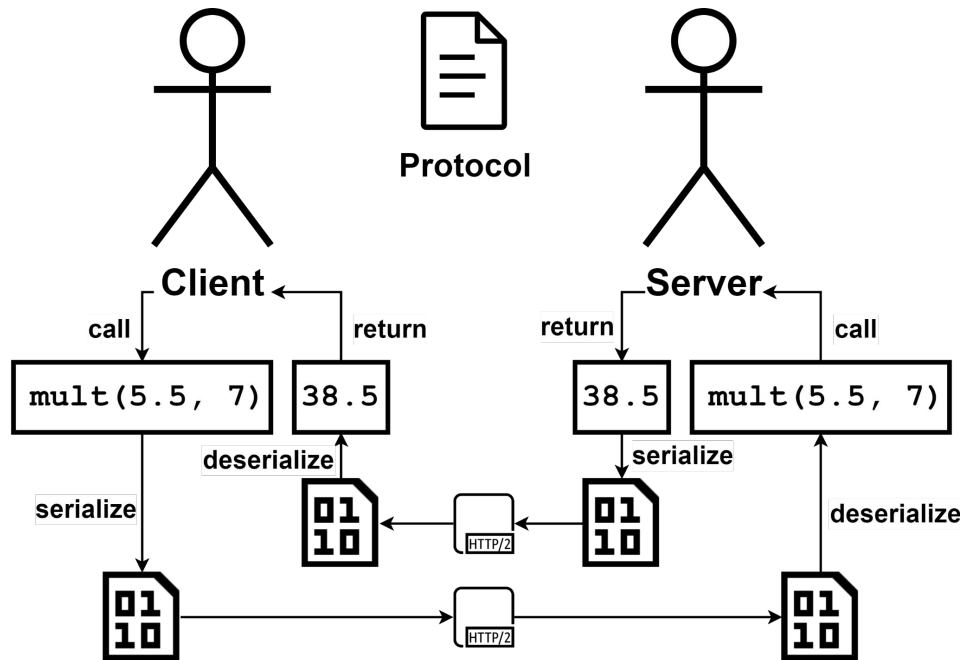 Protocol
Client
Server
call
return
return
call
mult(5.5, 7)
38.5
38.5
mult(5.5, 7)
deserialize
serialize
serialize
deserialize
01
10
HTTP/2
01
10
01
10
HTTP/2
01
10